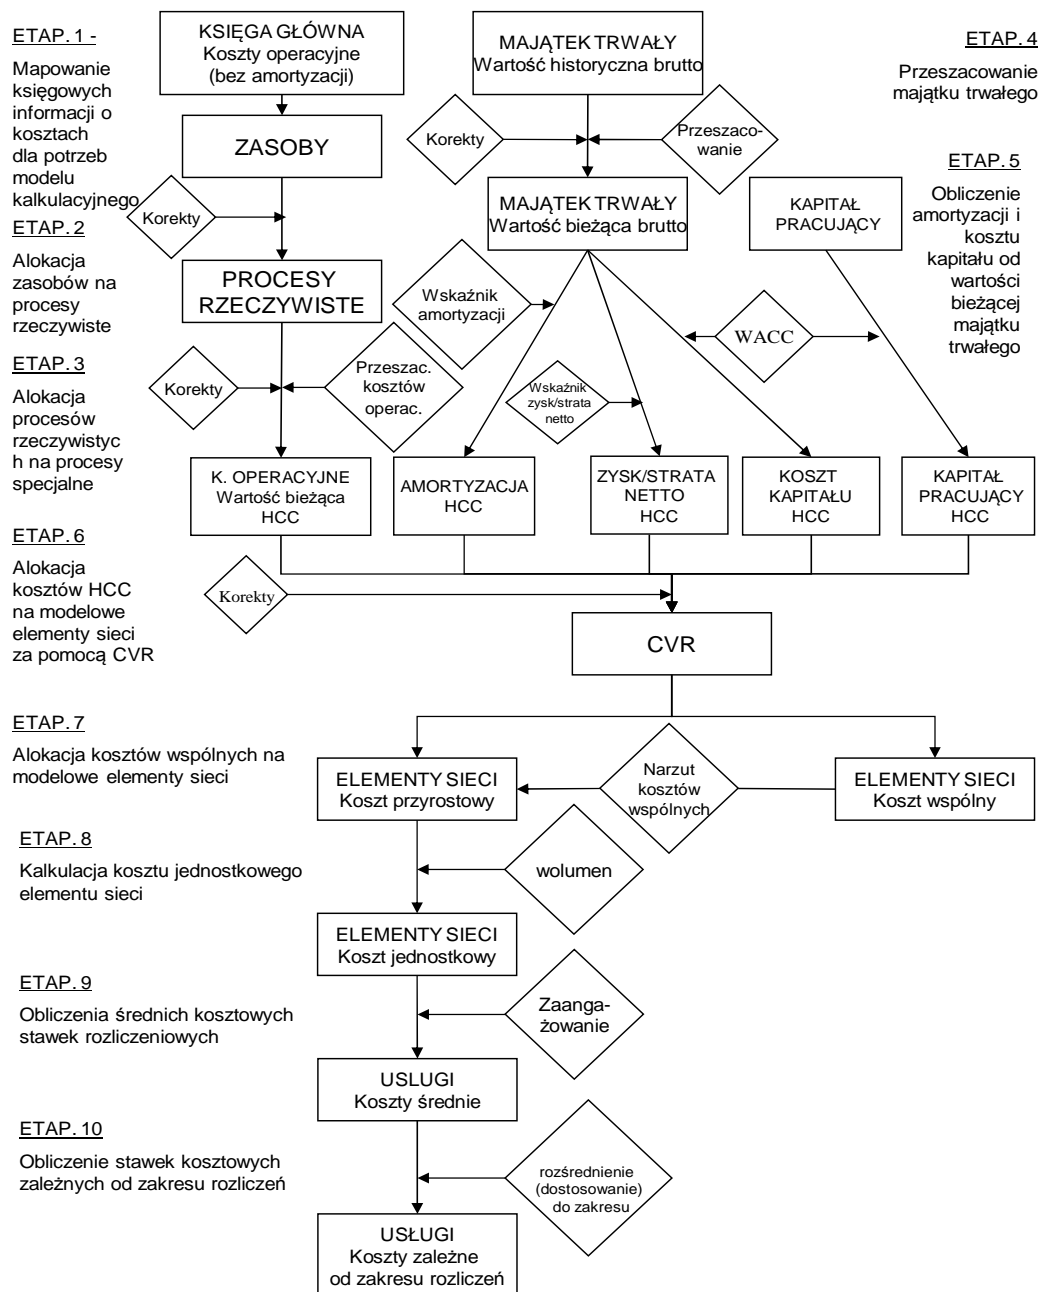 ETAP. 1 -
Mapowanie
księgowych
informacji o
kosztach
dla potrzeb
modelu
kalkulacyjnego
KSIĘGA GŁÓWNA
Koszty operacyjne
(bez amortyzacji)
MAJĄTEK TRWAŁY
Wartość historyczna brutto
ETAP. 4
Przeszacowanie
majątku trwałego
ZASOBY
Korekty
Przeszaco-
wanie
ETAP. 5
Obliczenie
amortyzacji i
kosztu
kapitału od
wartości
bieżącej
majątku
trwałego
Korekty
MAJĄTEK TRWAŁY
Wartość bieżąca brutto
KAPITAŁ
PRACUJĄCY
ETAP. 2
Alokacja
zasobów na
procesy
rzeczywiste
PROCESY
RZECZYWISTE
Wskaźnik
amortyzacji
WACC
ETAP. 3
Alokacja
procesów
rzeczywistyc
h na procesy
specjalne
Korekty
Przeszac.
kosztów
operac.
Wskaźnik
zysk/strata
netto
K. OPERACYJNE
Wartość bieżąca
HCC
AMORTYZACJA
HCC
ZYSK/STRATA
NETTO
HCC
KOSZT
KAPITAŁU
HCC
KAPITAŁ
PRACUJĄCY
HCC
ETAP. 6
Alokacja
kosztów HCC
na modelowe
elementy sieci
za pomocą CVR
Korekty
CVR
ETAP. 7
Alokacja kosztów wspólnych na
modelowe elementy sieci
ELEMENTY SIECI
Koszt przyrostowy
Narzut
kosztów
wspólnych
ELEMENTY SIECI
Koszt wspólny
ETAP. 8
Kalkulacja kosztu jednostkowego
elementu sieci
wolumen
ELEMENTY SIECI
Koszt jednostkowy
ETAP. 9
Obliczenia średnich kosztowych
stawek rozliczeniowych
Zaanga-
żowanie
USLUGI
Koszty średnie
ETAP. 10
Obliczenie stawek kosztowych
zależnych od zakresu rozliczeń
rozśrednienie
(dostosowanie)
do zakresu
USŁUGI
Koszty zależne
od zakresu rozliczeń